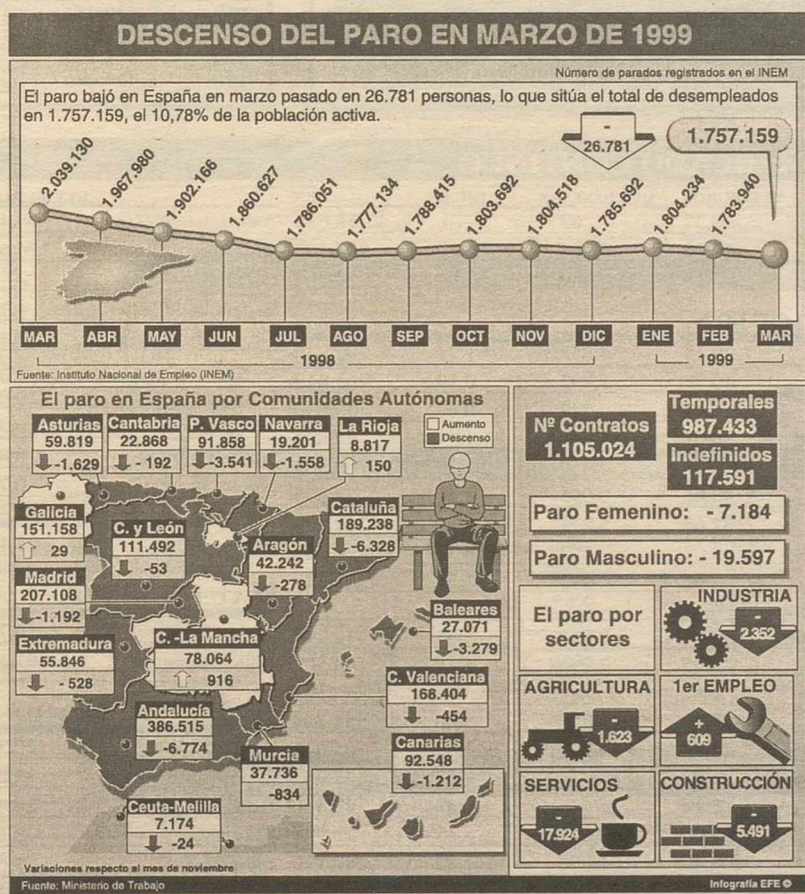 DESCENSO DEL PARO EN MARZO DE 1999
Número de parados registrados en el INEM
El paro bajó en España en marzo pasado en 26.781 personas, lo que sitúa el total de desempleados
en 1.757.159, el 10,78% de la población activa.
-
26.781
1.757.159
2.039.130
1.967.980
1.902.166
1.860.627
1.786.051
1.777.134
1.788.415
1.803.692
1.804.518
1.785.692
1.804.234
1.783.940
MAR ABR MAY JUN JUL AGO SEP OCT NOV DIC ENE FEB MAR
1998 1999
Fuente: Instituto Nacional de Empleo (INEM)
El paro en España por Comunidades Autónomas
Aumento
Descenso
Asturias
59.819
-1.629
Cantabria
22.868
- 192
P. Vasco
91.858
-3.541
Navarra
19.201
-1.558
La Rioja
8.817
150
Galicia
151.158
29
C. y León
111.492
-53
Aragón
42.242
-278
Cataluña
189.238
-6.328
Madrid
207.108
-1.192
Extremadura
55.846
- 528
C. -La Mancha
78.064
916
Baleares
27.071
-3.279
C. Valenciana
168.404
-454
Andalucía
386.515
-6.774
Murcia
37.736
-834
Canarias
92.548
-1.212
Ceuta-Melilla
7.174
-24
Variaciones respecto al mes de noviembre
Nº Contratos
1.105.024
Temporales
987.433
Indefinidos
117.591
Paro Femenino: - 7.184
Paro Masculino: - 19.597
El paro por
sectores
INDUSTRIA
-
2.352
AGRICULTURA
-
1.623
1er EMPLEO
+
609
SERVICIOS
-
17.924
CONSTRUCCIÓN
-
5.491
Fuente: Ministerio de Trabajo
Infografía EFE ©